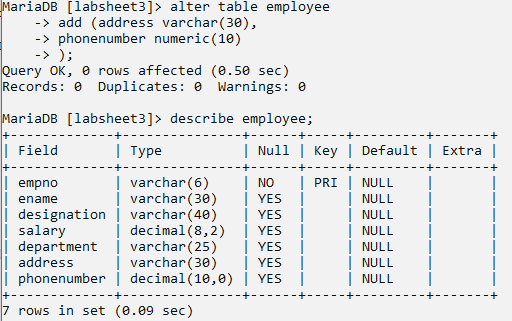 MariaDB [labsheet3]> alter table employee
    -> add (address varchar(30),
    -> phonenumber numeric(10)
    -> );
Query OK, 0 rows affected (0.50 sec)
Records: 0  Duplicates: 0  Warnings: 0

MariaDB [labsheet3]> describe employee;
+-------------+---------------+------+-----+---------+-------+
| Field       | Type          | Null | Key | Default | Extra |
+-------------+---------------+------+-----+---------+-------+
| empno       | varchar(6)    | NO   | PRI | NULL    |       |
| ename       | varchar(30)   | YES  |     | NULL    |       |
| designation | varchar(40)   | YES  |     | NULL    |       |
| salary      | decimal(8,2)  | YES  |     | NULL    |       |
| department  | varchar(25)   | YES  |     | NULL    |       |
| address     | varchar(30)   | YES  |     | NULL    |       |
| phonenumber | decimal(10,0) | YES  |     | NULL    |       |
+-------------+---------------+------+-----+---------+-------+
7 rows in set (0.09 sec)